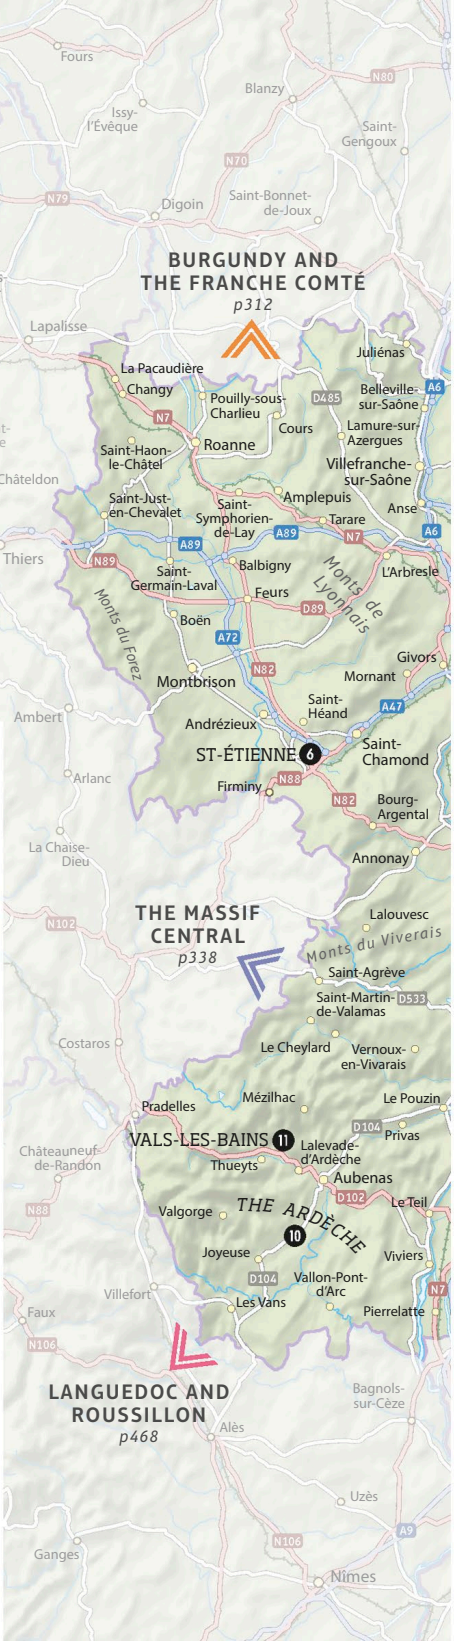 Fours
N80
Blanzy
Issy-
l'Évêque
Saint-
Gengoux
N70
N79
Saint-Bonnet-
de-Joux
Digoin
BURGUNDY AND
THE FRANCHE COMTÉ
p312
Lapalisse
Juliénas
La Pacaudière
Changy
Pouilly-sous-
Charlieu
D485
Belleville-
sur-Saône
A6
N7
Cours
Lamure-sur-
Azergues
Roanne
Saint-Haon-
le-Châtel
Villefranche-
sur-Saône
Châteldon
Saint-Just-
en-Chevalet
Saint-
Symphorien-
de-Lay
Amplepuis
Anse
Tarare
A6
A89
A89
N7
Thiers
N89
Saint-
Germain-Laval
Balbigny
L'Arbresle
Monts de
Lyonnais
Feurs
D89
Monts du Forez
Boën
A72
Givors
N82
Mornant
Montbrison
Saint-
Héand
A47
Ambert
Andrézieux
ST-ÉTIENNE 6
Saint-
Chamond
Arlanc
Firminy
N88
N82
Bourg-
Argental
La Chaise-
Dieu
Annonay
THE MASSIF
CENTRAL
p338
N102
Lalouvesc
Monts du Viverais
Saint-Agrève
Saint-Martin-
de-Valamas
D533
Costaros
Le Cheylard
Vernoux-
en-Vivarais
Mézilhac
Le Pouzin
Pradelles
D104
Privas
VALS-LES-BAINS 11
Lalevade-
d'Ardèche
Châteauneuf-
de-Randon
Thueyts
Aubenas
D102
N88
Le Teil
THE ARDÈCHE
10
Valgorge
Joyeuse
Viviers
D104
Vallon-Pont-
d'Arc
Villefort
N7
Les Vans
Pierrelatte
Faux
N106
LANGUEDOC AND
ROUSSILLON
p468
Bagnols-
sur-Cèze
Alès
Uzès
A9
N106
Ganges
Nîmes